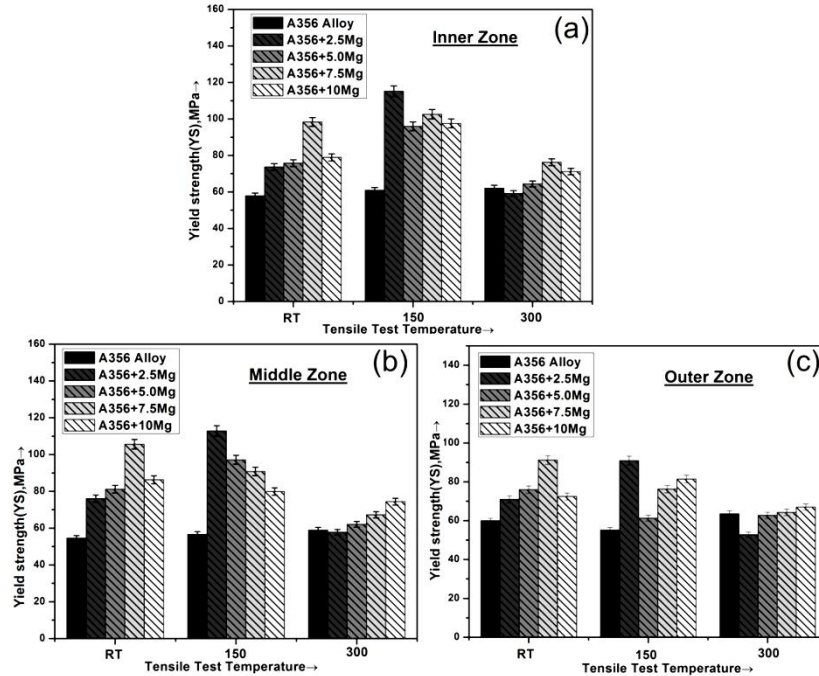 (a)
Inner Zone
A356 Alloy
A356+2.5Mg
A356+5.0Mg
A356+7.5Mg
A356+10Mg
Yield strength(YS),MPa→
160
140
120
100
80
60
40
20
0
RT 150 300
Tensile Test Temperature→
(b)
Middle Zone
A356 Alloy
A356+2.5Mg
A356+5.0Mg
A356+7.5Mg
A356+10Mg
Yield strength(YS),MPa→
160
140
120
100
80
60
40
20
0
RT 150 300
Tensile Test Temperature→
(c)
Outer Zone
A356 Alloy
A356+2.5Mg
A356+5.0Mg
A356+7.5Mg
A356+10Mg
Yield strength(YS),MPa→
140
120
100
80
60
40
20
0
RT 150 300
Tensile Test Temperature→